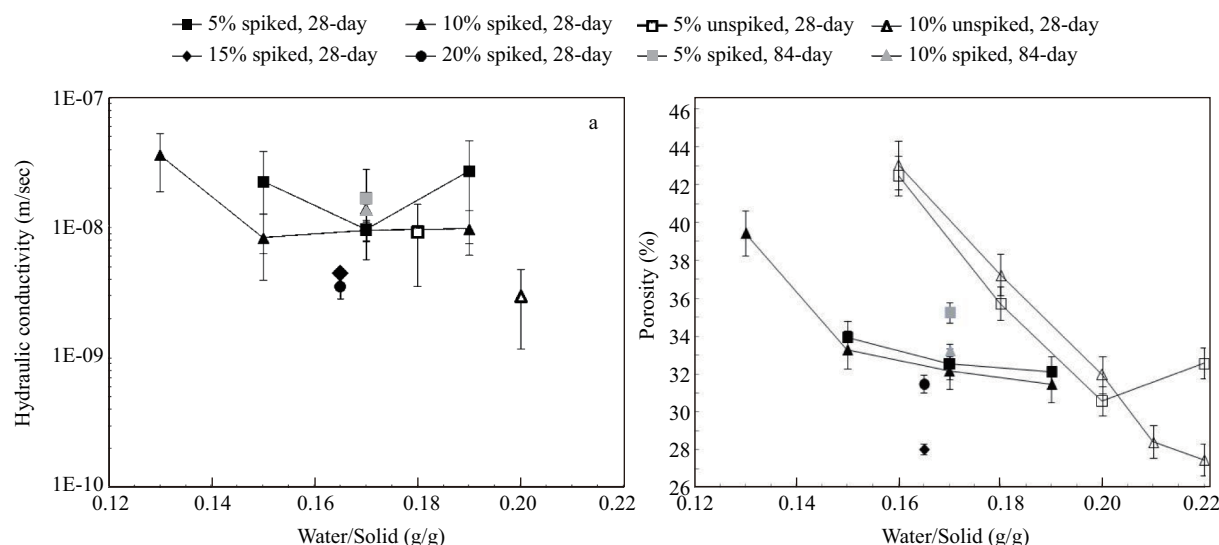 5% spiked, 28-day 10% spiked, 28-day 5% unspiked, 28-day 10% unspiked, 28-day
15% spiked, 28-day 20% spiked, 28-day 5% spiked, 84-day 10% spiked, 84-day
1E-07
1E-08
1E-09
1E-10
Hydraulic conductivity (m/sec)
a
0.12 0.14 0.16 0.18 0.20 0.22
Water/Solid (g/g)
46
44
42
40
38
36
34
32
30
28
26
Porosity (%)
0.12 0.14 0.16 0.18 0.20 0.22
Water/Solid (g/g)